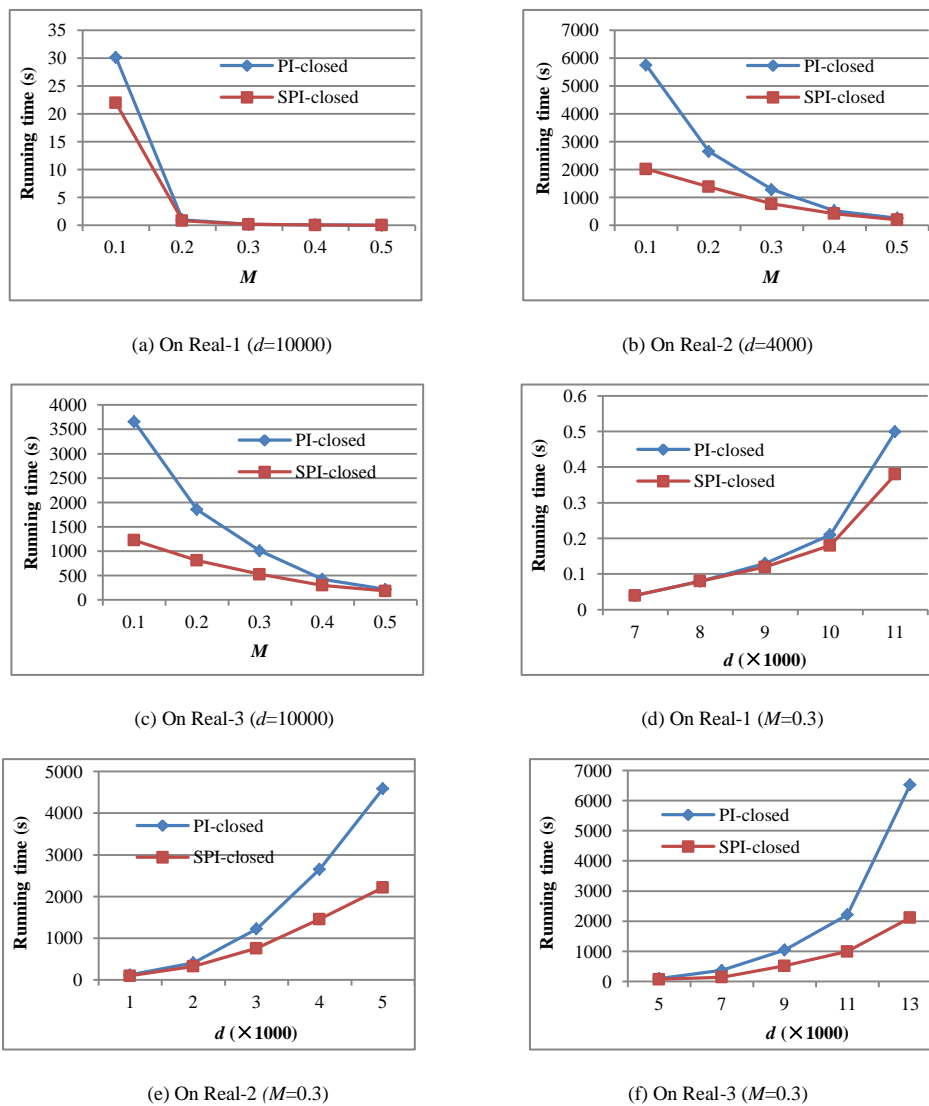 35
30
25
20
15
10
5
0
Running time (s)
PI-closed
SPI-closed
0.1 0.2 0.3 0.4 0.5
M
(a) On Real-1 (d=10000)
7000
6000
5000
4000
3000
2000
1000
0
Running time (s)
PI-closed
SPI-closed
0.1 0.2 0.3 0.4 0.5
M
(b) On Real-2 (d=4000)
4000
3500
3000
2500
2000
1500
1000
500
0
Running time (s)
PI-closed
SPI-closed
0.1 0.2 0.3 0.4 0.5
M
(c) On Real-3 (d=10000)
0.6
0.5
0.4
0.3
0.2
0.1
0
Running time (s)
PI-closed
SPI-closed
7 8 9 10 11
d (×1000)
(d) On Real-1 (M=0.3)
5000
4000
3000
2000
1000
0
Running time (s)
PI-closed
SPI-closed
1 2 3 4 5
d (×1000)
(e) On Real-2 (M=0.3)
7000
6000
5000
4000
3000
2000
1000
0
Running time (s)
PI-closed
SPI-closed
5 7 9 11 13
d (×1000)
(f) On Real-3 (M=0.3)